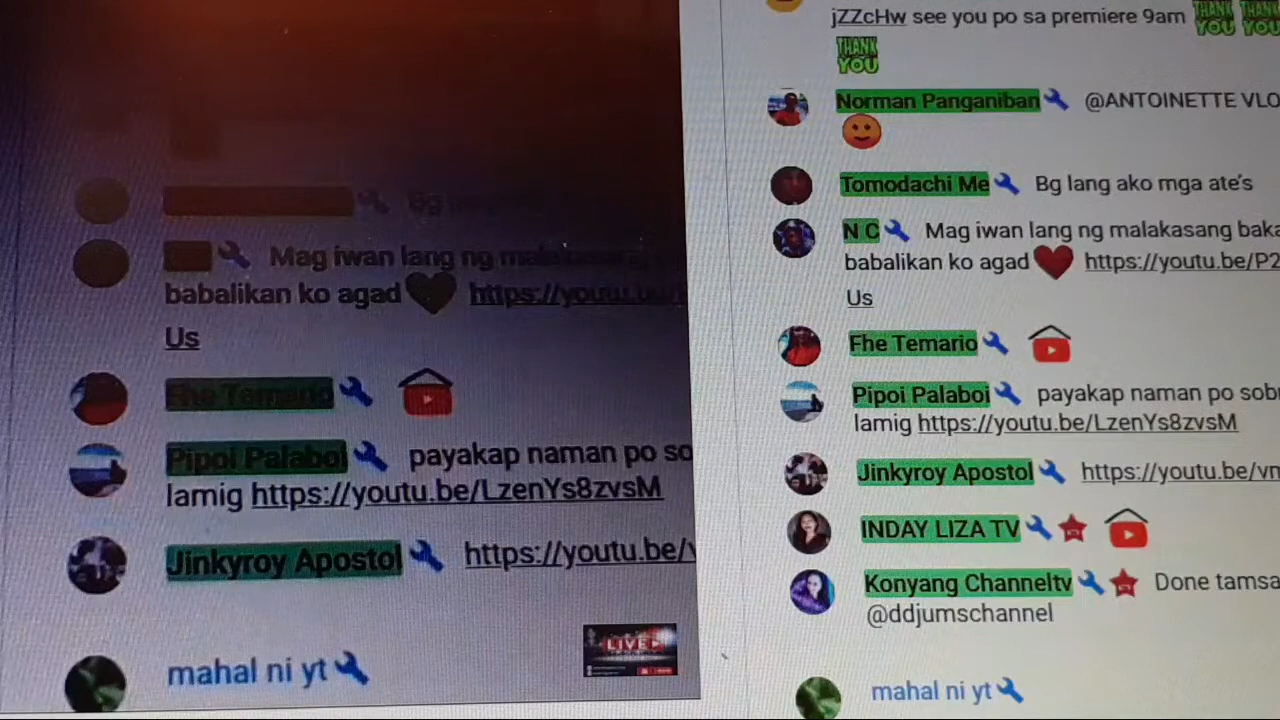 Bg
Mag iwan lang ng
babalikan ko agad https://youtu.be/
Us
Fhe Temario
Pipoi Palaboi payakap naman po so
lamig https://youtu.be/LzenYs8zvsM
Jinkyroy Apostol https://youtu.be/v
LIVE
mahal ni yt
jZZcHw see you po sa premiere 9am THANK YOU THANK YOU
THANK YOU
Norman Panganiban @ANTOINETTE VLO
Tomodachi Me Bg lang ako mga ate's
N C Mag iwan lang ng malakasang baka
babalikan ko agad https://youtu.be/P2
Us
Fhe Temario
Pipoi Palaboi payakap naman po sob
lamig https://youtu.be/LzenYs8zvsM
Jinkyroy Apostol https://youtu.be/vn
INDAY LIZA TV
Konyang Channeltv Done tamsa
@ddjumschannel
mahal ni yt